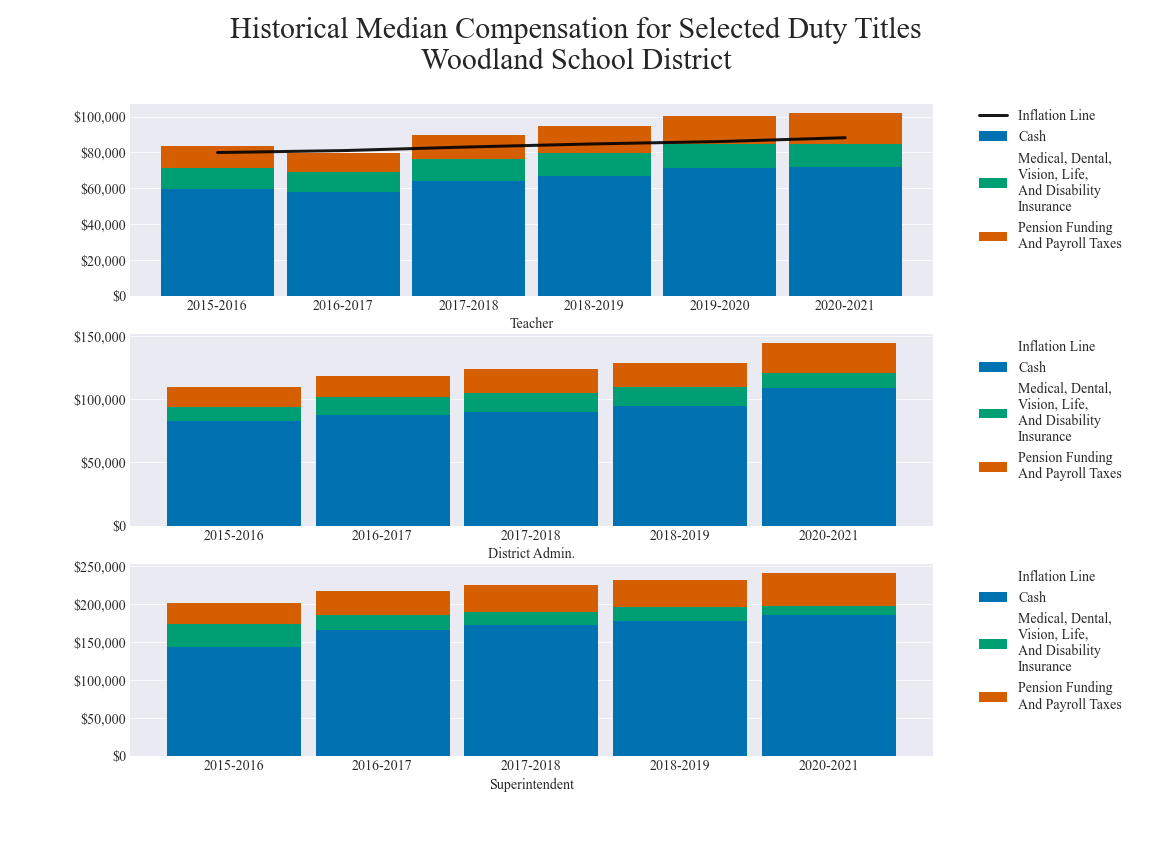 Historical Median Compensation for Selected Duty Titles
Woodland School District
$100,000
$80,000
$60,000
$40,000
$20,000
$0
2015-2016
2016-2017
2017-2018
2018-2019
2019-2020
2020-2021
Teacher
Inflation Line
Cash
Medical, Dental,
Vision, Life,
And Disability
Insurance
Pension Funding
And Payroll Taxes
$150,000
$100,000
$50,000
$0
2015-2016
2016-2017
2017-2018
2018-2019
2020-2021
District Admin.
Inflation Line
Cash
Medical, Dental,
Vision, Life,
And Disability
Insurance
Pension Funding
And Payroll Taxes
$250,000
$200,000
$150,000
$100,000
$50,000
$0
2015-2016
2016-2017
2017-2018
2018-2019
2020-2021
Superintendent
Inflation Line
Cash
Medical, Dental,
Vision, Life,
And Disability
Insurance
Pension Funding
And Payroll Taxes